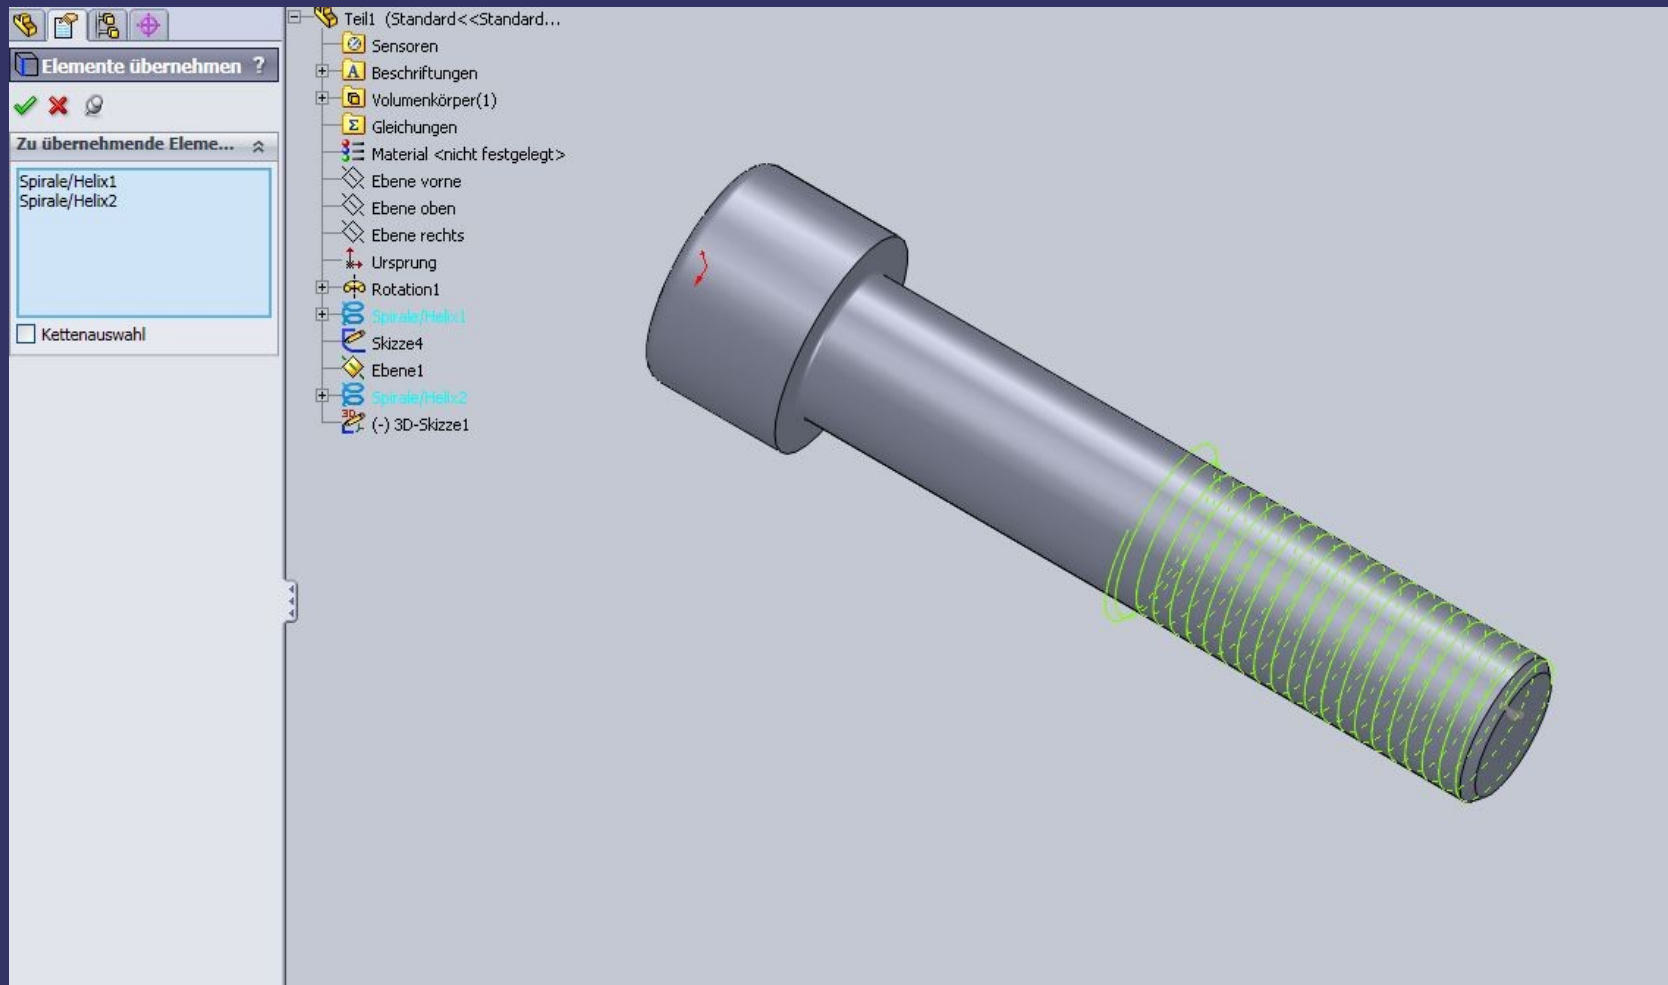 Elemente übernehmen ?
Zu übernehmende Eleme...
Spirale/Helix1
Spirale/Helix2
Kettenauswahl
Teil1 (Standard<<Standard...
Sensoren
A Beschriftungen
Volumenkörper(1)
Σ Gleichungen
Material <nicht festgelegt>
Ebene vorne
Ebene oben
Ebene rechts
Ursprung
Rotation1
Spirale/Helix1
Skizze4
Ebene1
Spirale/Helix2
3D (-) 3D-Skizze1